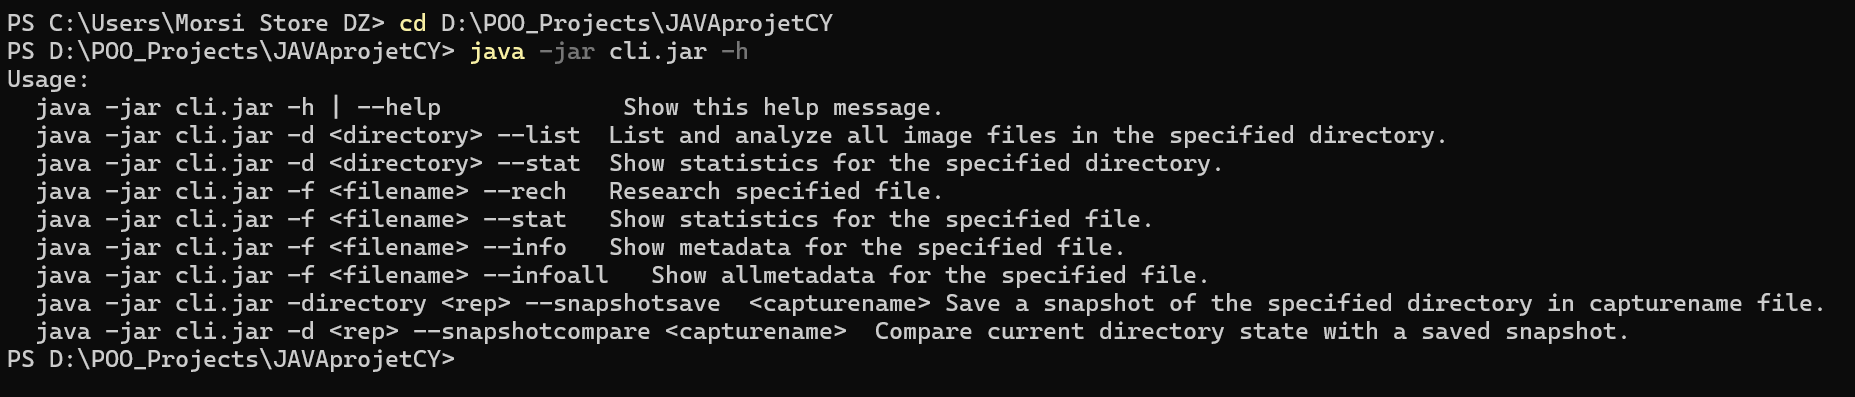 PS C:\Users\Morsi Store DZ> cd D:\POO_Projects\JAVAprojetCY
PS D:\POO_Projects\JAVAprojetCY> java -jar cli.jar -h
Usage:
  java -jar cli.jar -h | --help             Show this help message.
  java -jar cli.jar -d <directory> --list  List and analyze all image files in the specified directory.
  java -jar cli.jar -d <directory> --stat  Show statistics for the specified directory.
  java -jar cli.jar -f <filename> --rech   Research specified file.
  java -jar cli.jar -f <filename> --stat   Show statistics for the specified file.
  java -jar cli.jar -f <filename> --info   Show metadata for the specified file.
  java -jar cli.jar -f <filename> --infoall   Show allmetadata for the specified file.
  java -jar cli.jar -directory <rep> --snapshotsave  <capturename> Save a snapshot of the specified directory in capturename file.
  java -jar cli.jar -d <rep> --snapshotcompare <capturename>  Compare current directory state with a saved snapshot.
PS D:\POO_Projects\JAVAprojetCY>